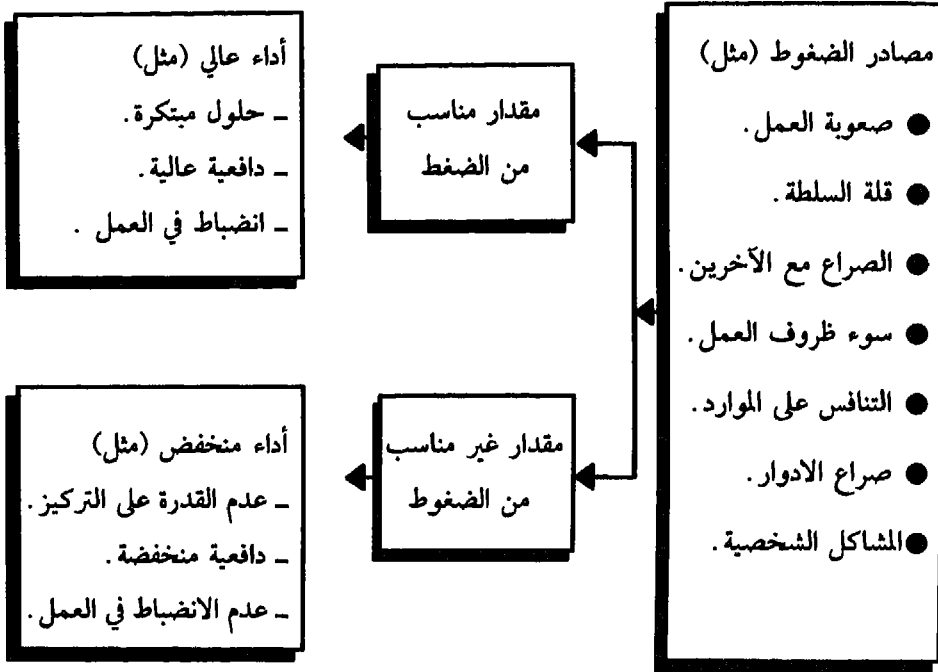 مصادر الضغوط (مثل)
● صعوبة العمل.
● قلة السلطة.
● الصراع مع الآخرين.
● سوء ظروف العمل.
● التنافس على الموارد.
● صراع الادوار.
● المشاكل الشخصية.
مقدار مناسب
من الضغط
أداء عالي (مثل)
ـ حلول مبتكرة.
ـ دافعية عالية.
ـ انضباط في العمل .
مقدار غير مناسب
من الضغوط
أداء منخفض (مثل)
ـ عدم القدرة على التركيز.
ـ دافعية منخفضة.
ـ عدم الانضباط في العمل.